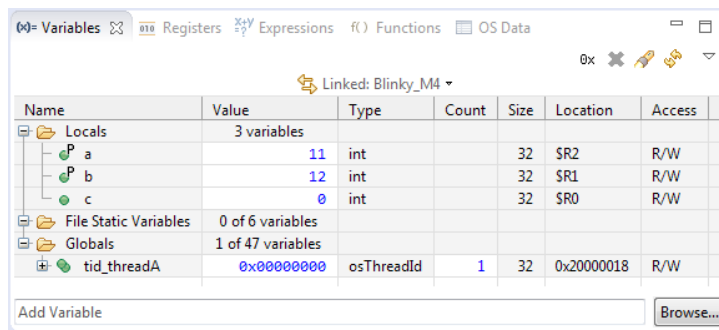 (x)= Variables 010 Registers X+Y =? Expressions f() Functions OS Data
0x
Linked: Blinky_M4
Name Value Type Count Size Location Access
Locals 3 variables
P a 11 int 32 $R2 R/W
P b 12 int 32 $R1 R/W
c 0 int 32 $R0 R/W
File Static Variables 0 of 6 variables
Globals 1 of 47 variables
tid_threadA 0x00000000 osThreadId 1 32 0x20000018 R/W
Add Variable Browse...